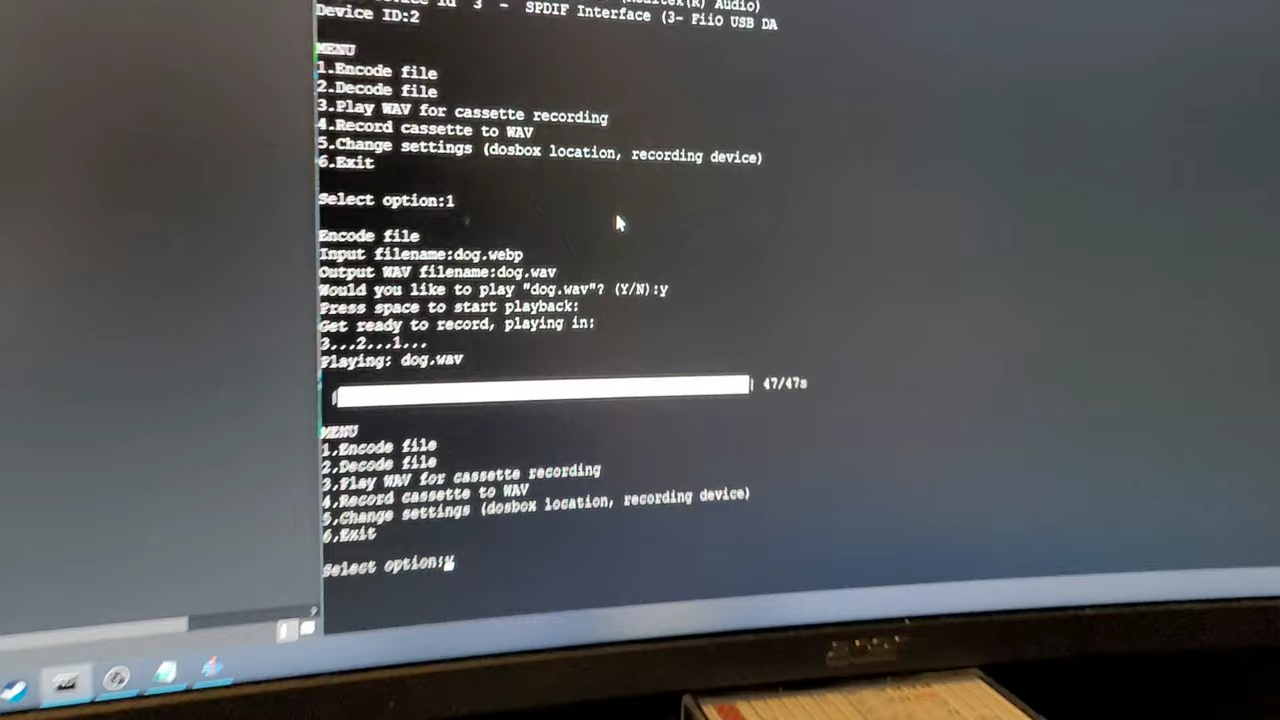 Device id 3 - SPDIF Interface (3- FiiO USB DA
Device ID:2
MENU
1.Encode file
2.Decode file
3.Play WAV for cassette recording
4.Record cassette to WAV
5.Change settings (dosbox location, recording device)
6.Exit
Select option:1
Encode file
Input filename:dog.webp
Output WAV filename:dog.wav
Would you like to play "dog.wav"? (Y/N):y
Press space to start playback:
Get ready to record, playing in:
3...2...1...
Playing: dog.wav
47/47s
MENU
1.Encode file
2.Decode file
3.Play WAV for cassette recording
4.Record cassette to WAV
5.Change settings (dosbox location, recording device)
6.Exit
Select option: